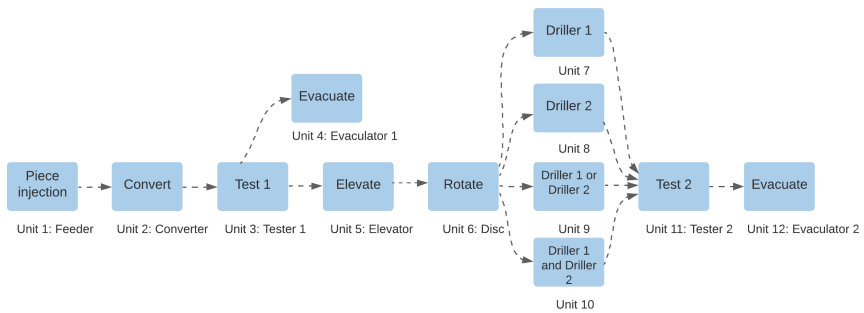 Driller 1
Unit 7
Evacuate
Unit 4: Evaculator 1
Driller 2
Unit 8
Piece
injection
Unit 1: Feeder
Convert
Unit 2: Converter
Test 1
Unit 3: Tester 1
Elevate
Unit 5: Elevator
Rotate
Unit 6: Disc
Driller 1 or
Driller 2
Unit 9
Driller 1
and Driller
2
Unit 10
Test 2
Unit 11: Tester 2
Evacuate
Unit 12: Evaculator 2